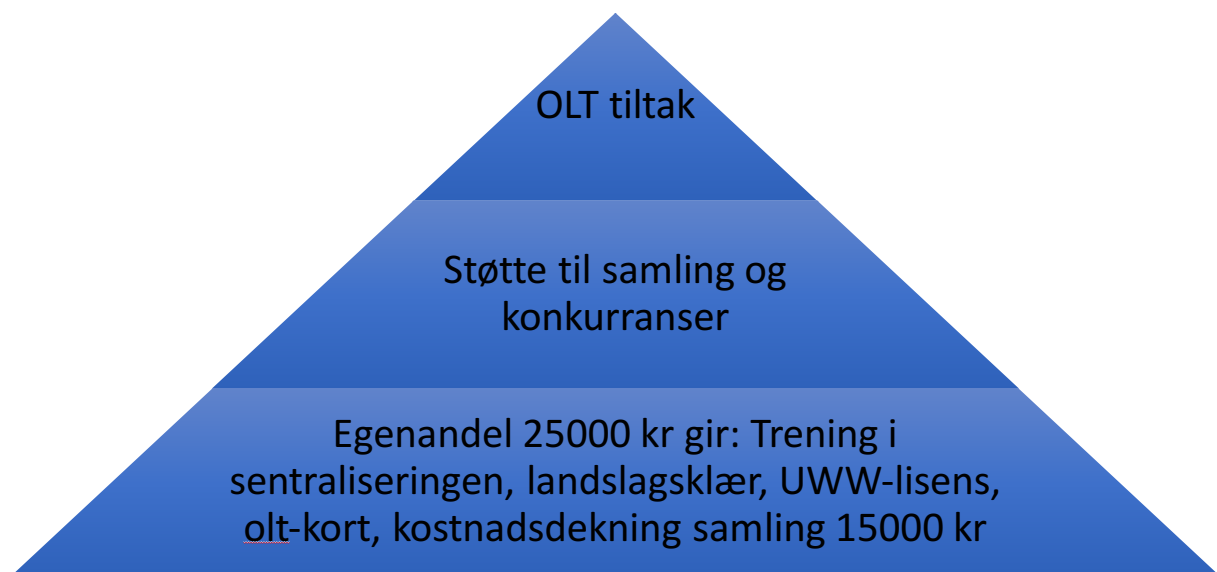 OLT tiltak
Støtte til samling og
konkurranser
Egenandel 25000 kr gir: Trening i
sentraliseringen, landslagsklær, UWW-lisens,
olt-kort, kostnadsdekning samling 15000 kr